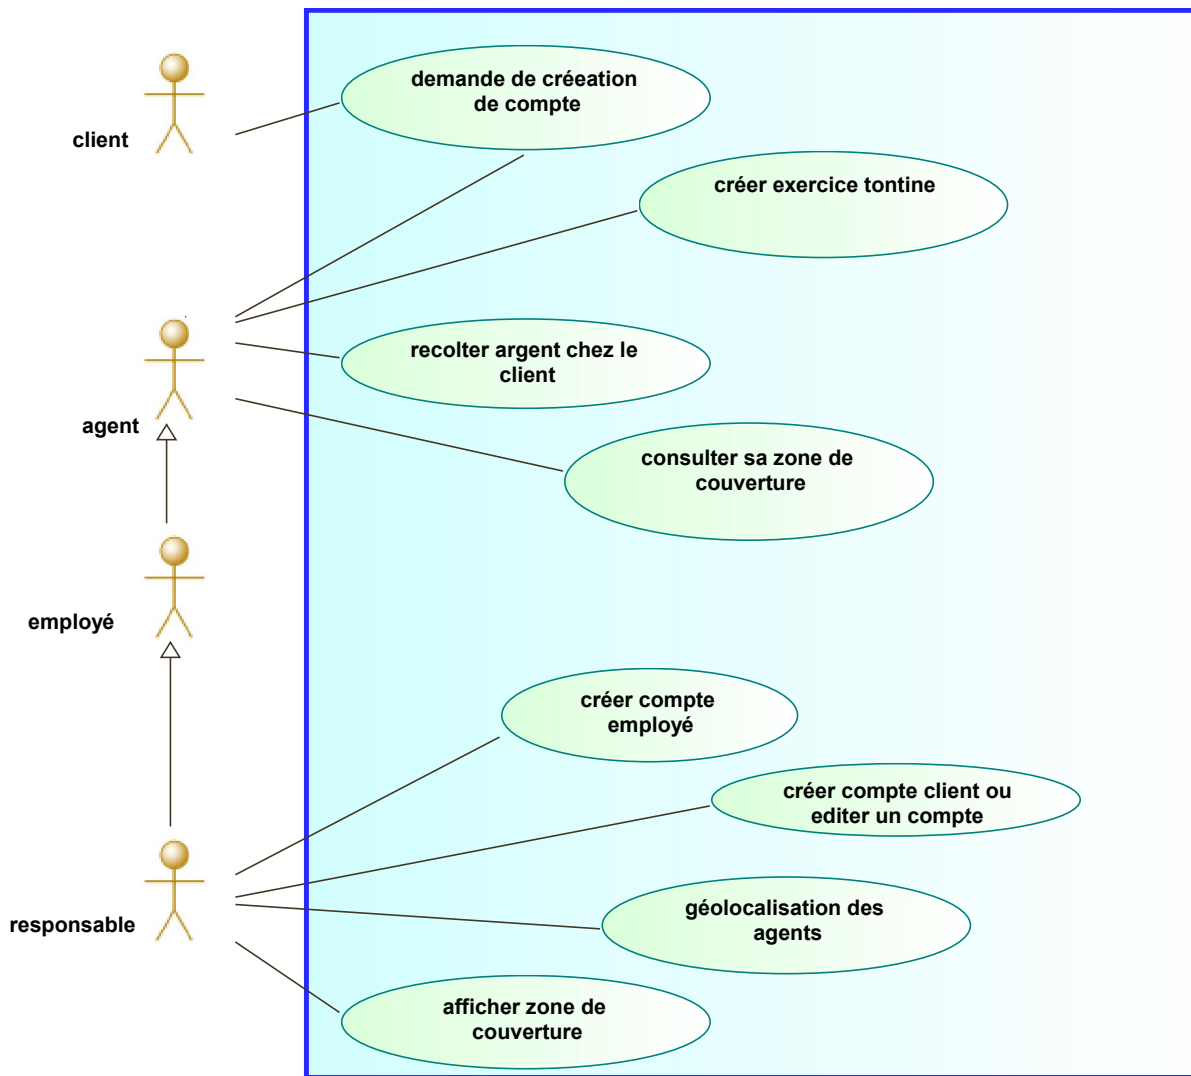 demande de créeation
de compte
client
créer exercice tontine
recolter argent chez le
client
agent
consulter sa zone de
couverture
employé
créer compte
employé
créer compte client ou
editer un compte
géolocalisation des
agents
responsable
afficher zone de
couverture